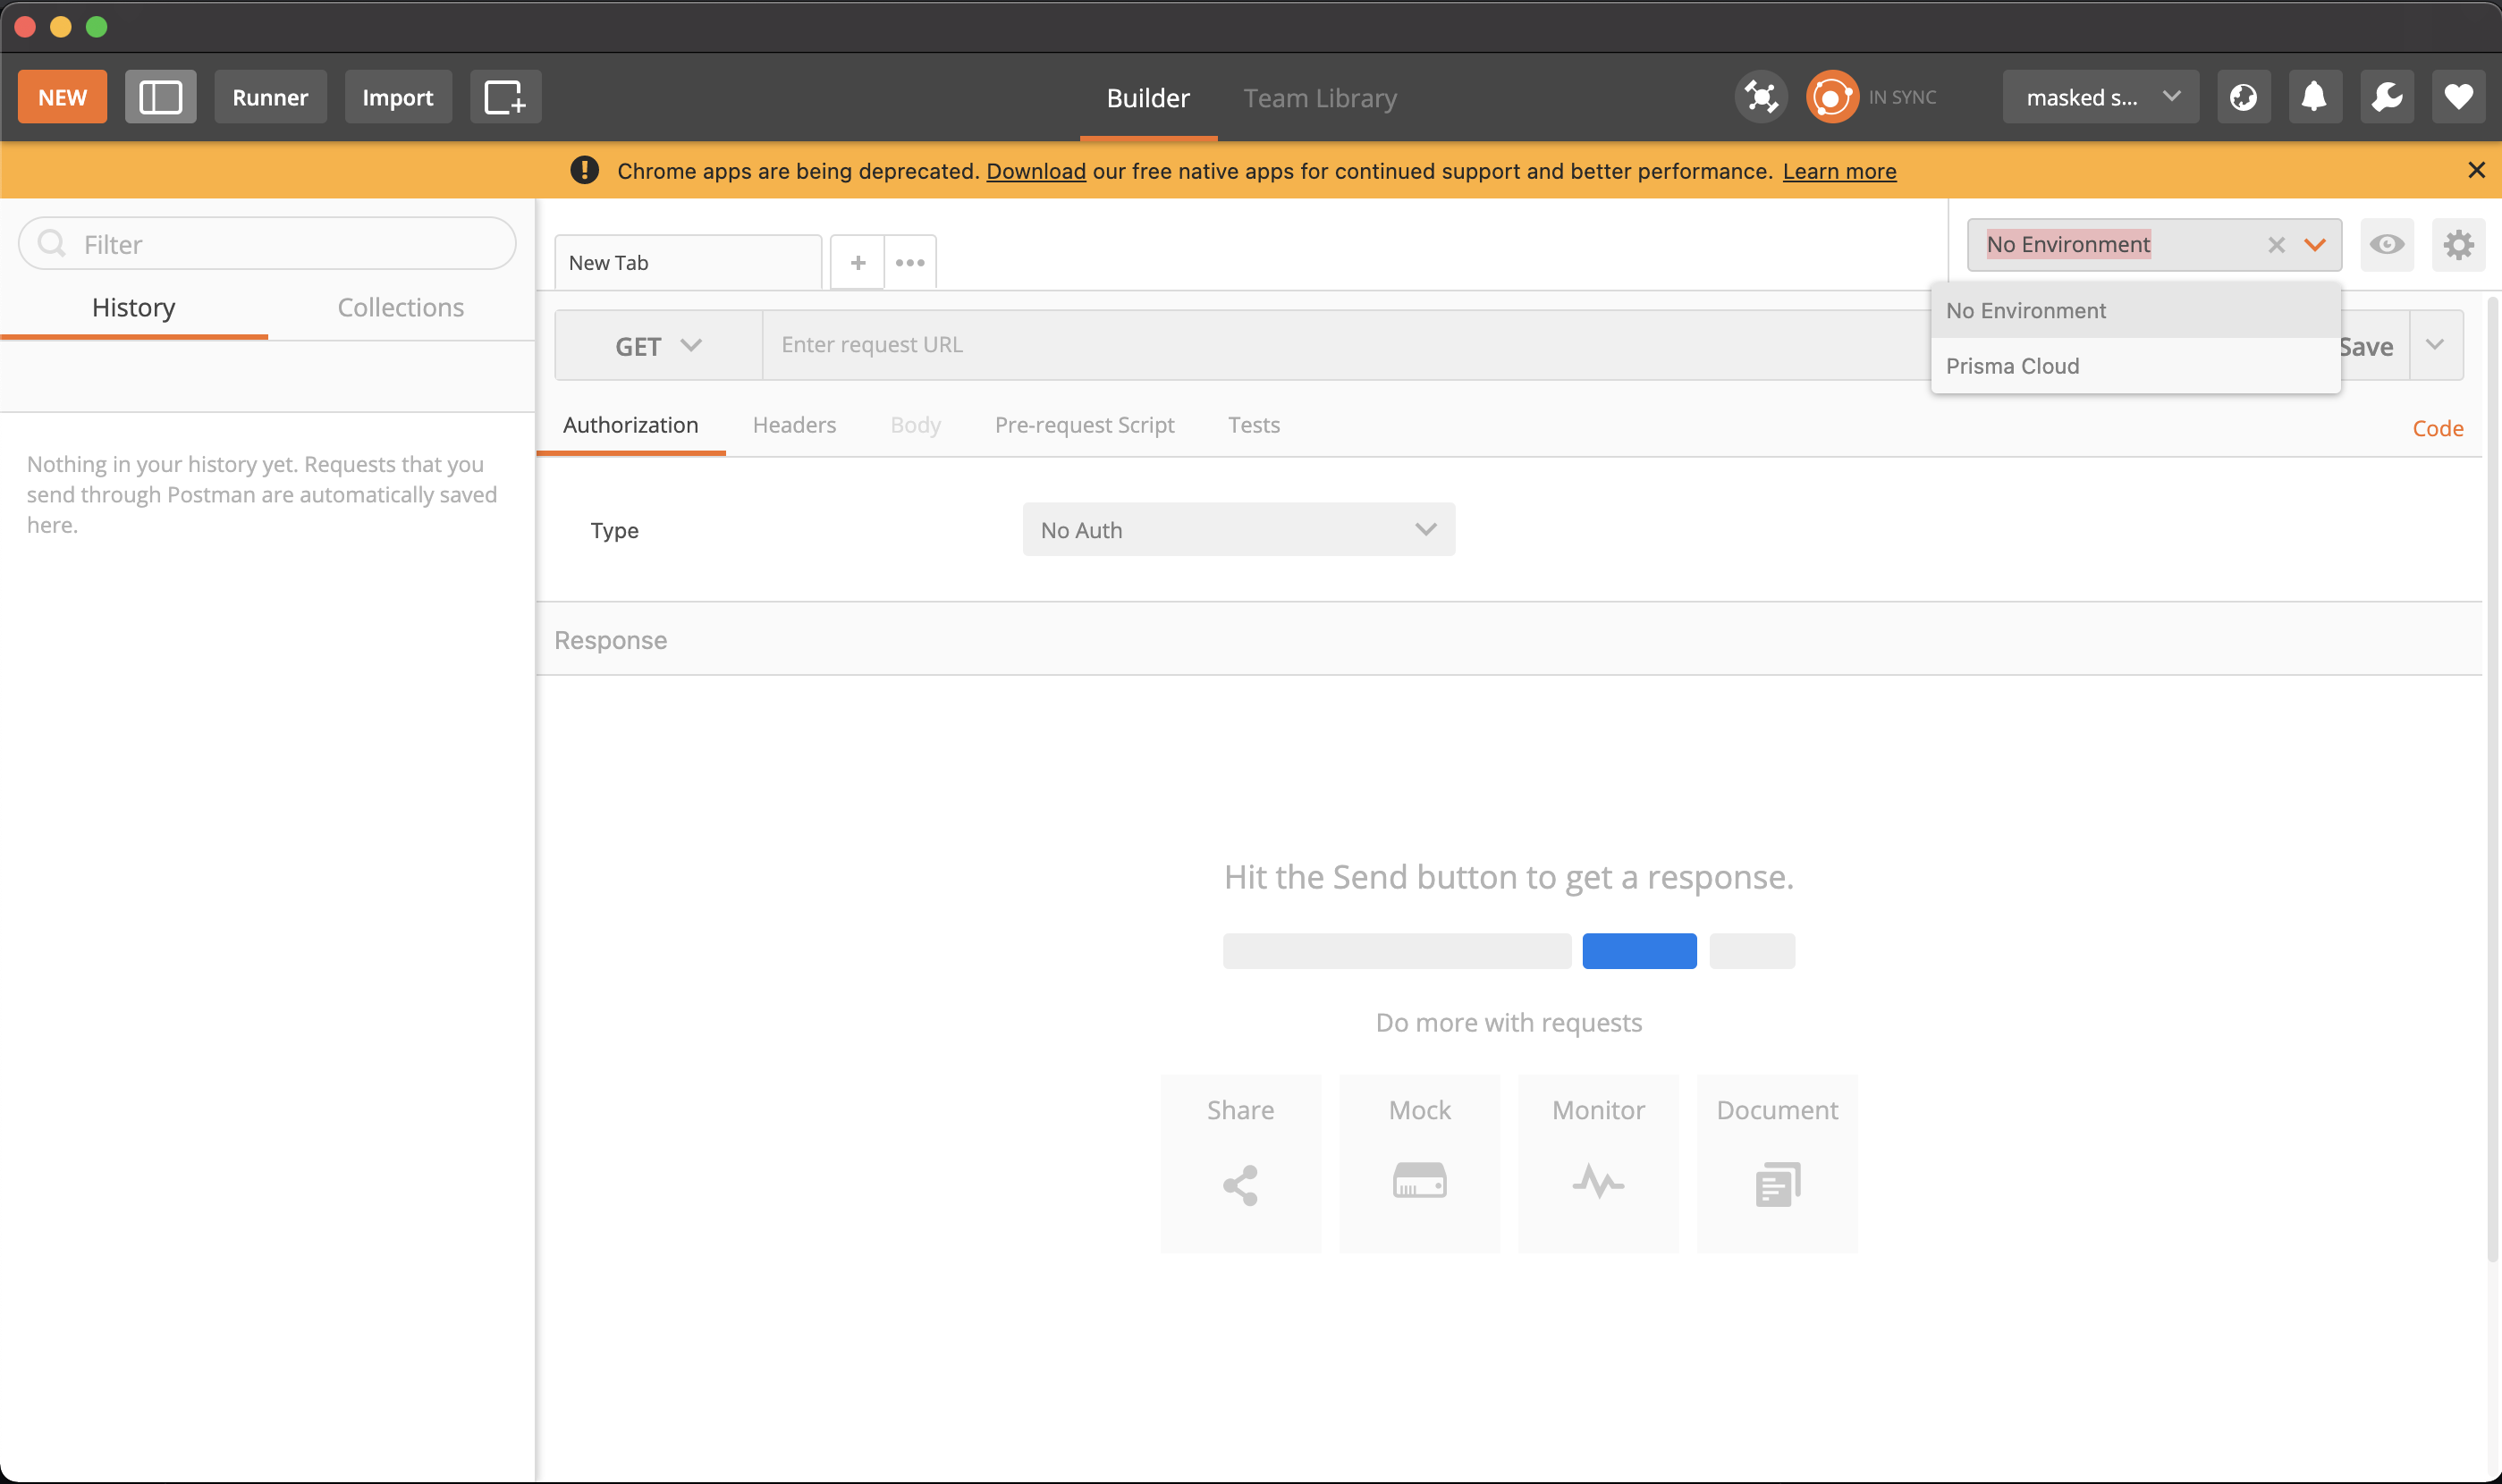 NEW
Runner
Import
Builder
Team Library
IN SYNC
masked s...
Chrome apps are being deprecated. Download our free native apps for continued support and better performance. Learn more
Filter
New Tab
No Environment
History
Collections
No Environment
GET
Enter request URL
Save
Prisma Cloud
Authorization
Headers
Body
Pre-request Script
Tests
Code
Nothing in your history yet. Requests that you
send through Postman are automatically saved
here.
Type
No Auth
Response
Hit the Send button to get a response.
Do more with requests
Share
Mock
Monitor
Document